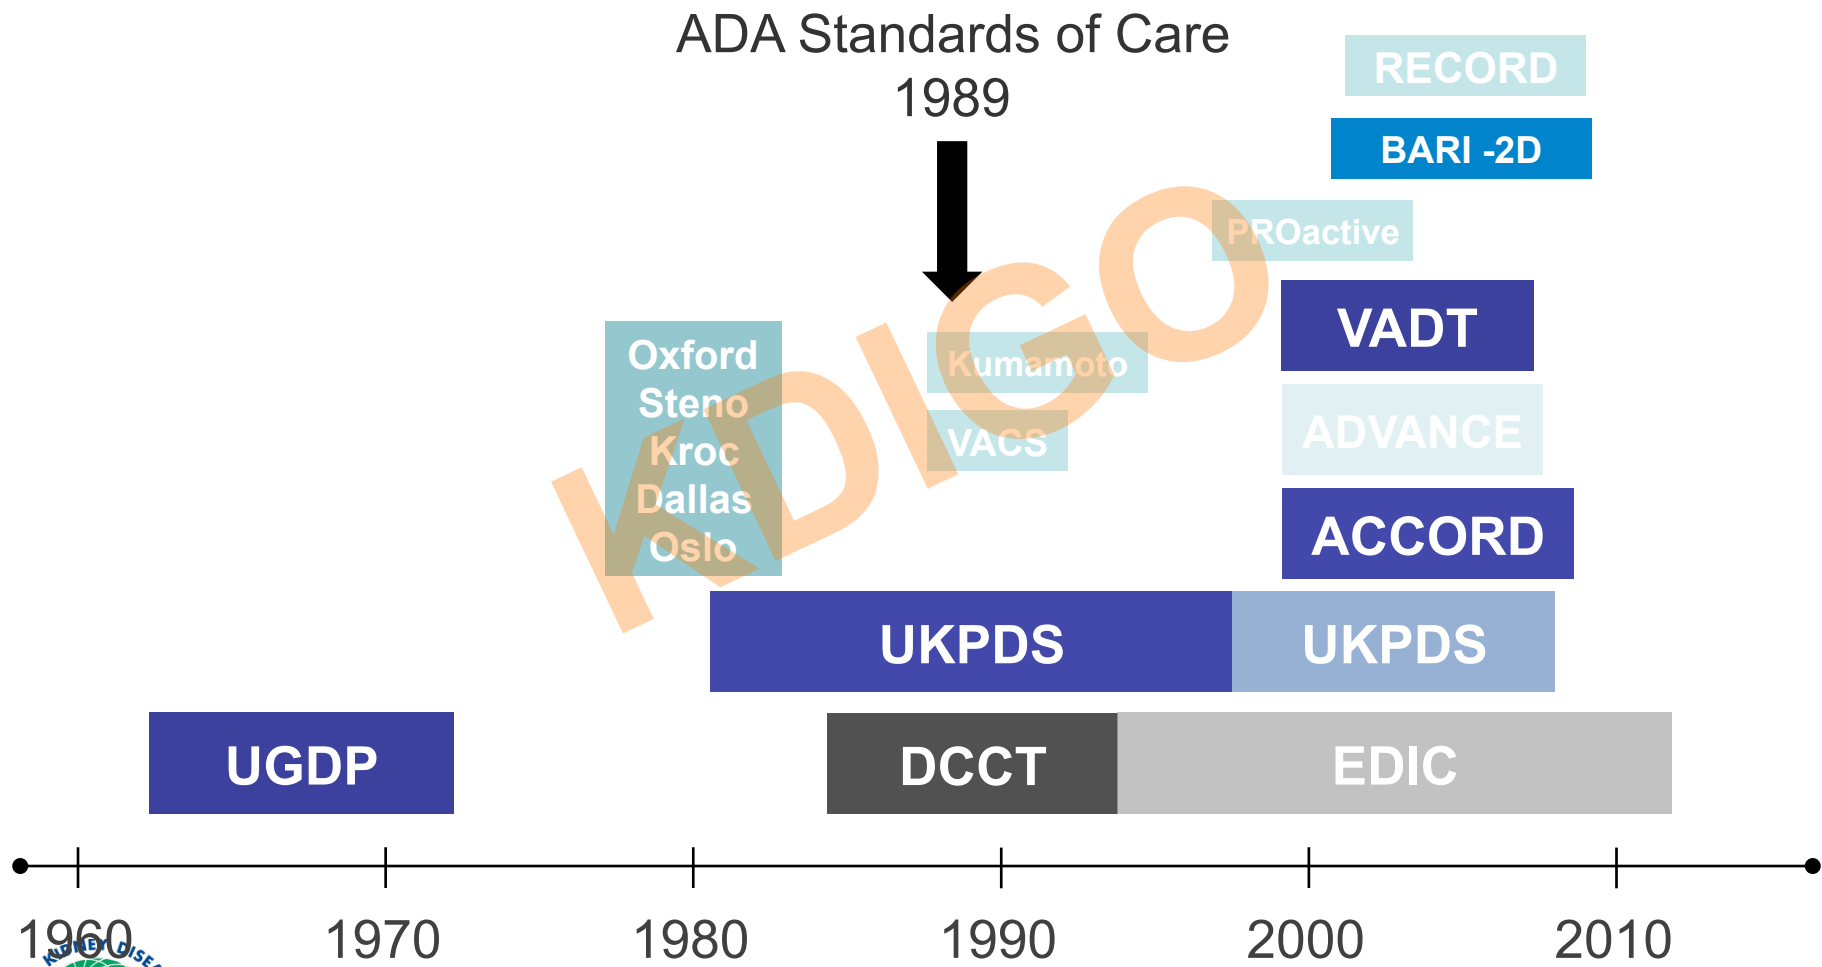 ADA Standards of Care
1989
RECORD
BARI -2D
PROactive
VADT
Oxford
Steno
Kroc
Dallas
Oslo
Kumamoto
VACS
ADVANCE
ACCORD
UKPDS
UKPDS
UGDP
DCCT
EDIC
1960
1970
1980
1990
2000
2010
KDIGO
KIDNEY